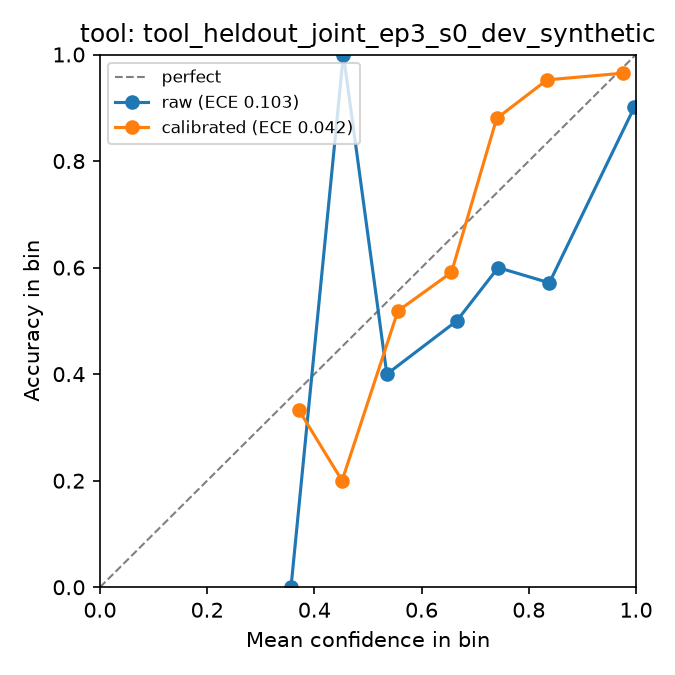 tool: tool_heldout_joint_ep3_s0_dev_synthetic
1.0
0.8
0.6
0.4
0.2
0.0
perfect
raw (ECE 0.103)
calibrated (ECE 0.042)
Accuracy in bin
0.0 0.2 0.4 0.6 0.8 1.0
Mean confidence in bin